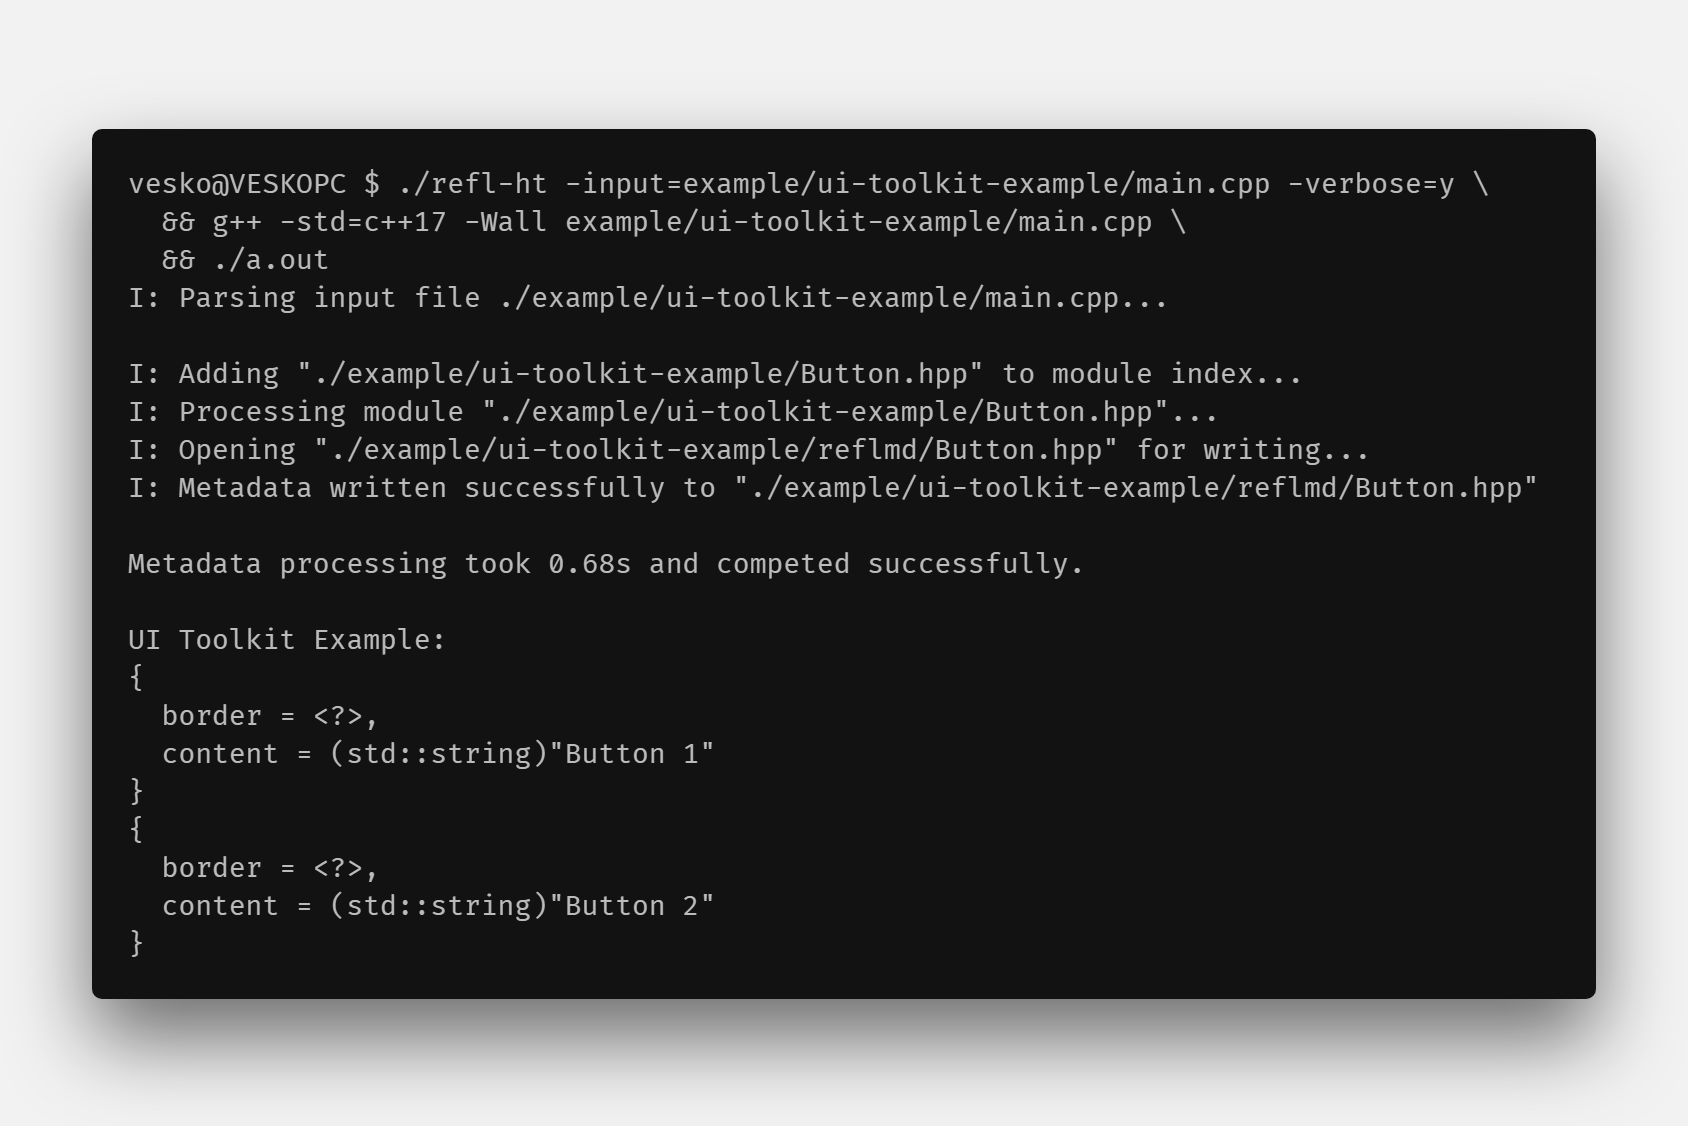 vesko@VESKOPC $ ./refl-ht -input=example/ui-toolkit-example/main.cpp -verbose=y \
  && g++ -std=c++17 -Wall example/ui-toolkit-example/main.cpp \
  && ./a.out
I: Parsing input file ./example/ui-toolkit-example/main.cpp...

I: Adding "./example/ui-toolkit-example/Button.hpp" to module index...
I: Processing module "./example/ui-toolkit-example/Button.hpp"...
I: Opening "./example/ui-toolkit-example/reflmd/Button.hpp" for writing...
I: Metadata written successfully to "./example/ui-toolkit-example/reflmd/Button.hpp"

Metadata processing took 0.68s and competed successfully.

UI Toolkit Example:
{
  border = <?>,
  content = (std::string)"Button 1"
}
{
  border = <?>,
  content = (std::string)"Button 2"
}